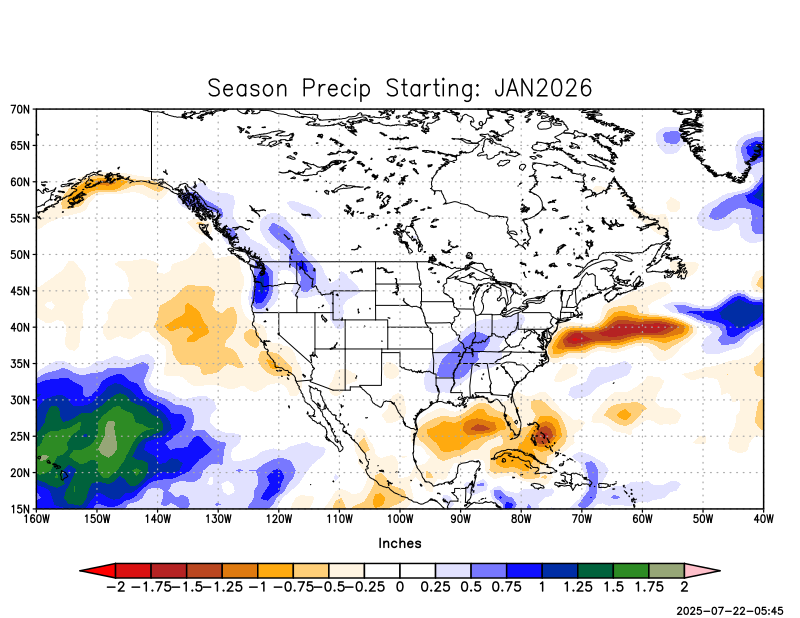 Season Precip Starting: JAN2026
70N
65N
60N
55N
50N
45N
40N
35N
30N
25N
20N
15N
160W 150W 140W 130W 120W 110W 100W 90W 80W 70W 60W 50W 40W
Inches
-2 -1.75 -1.5 -1.25 -1 -0.75 -0.5 -0.25 0 0.25 0.5 0.75 1 1.25 1.5 1.75 2
2025-07-22-05:45